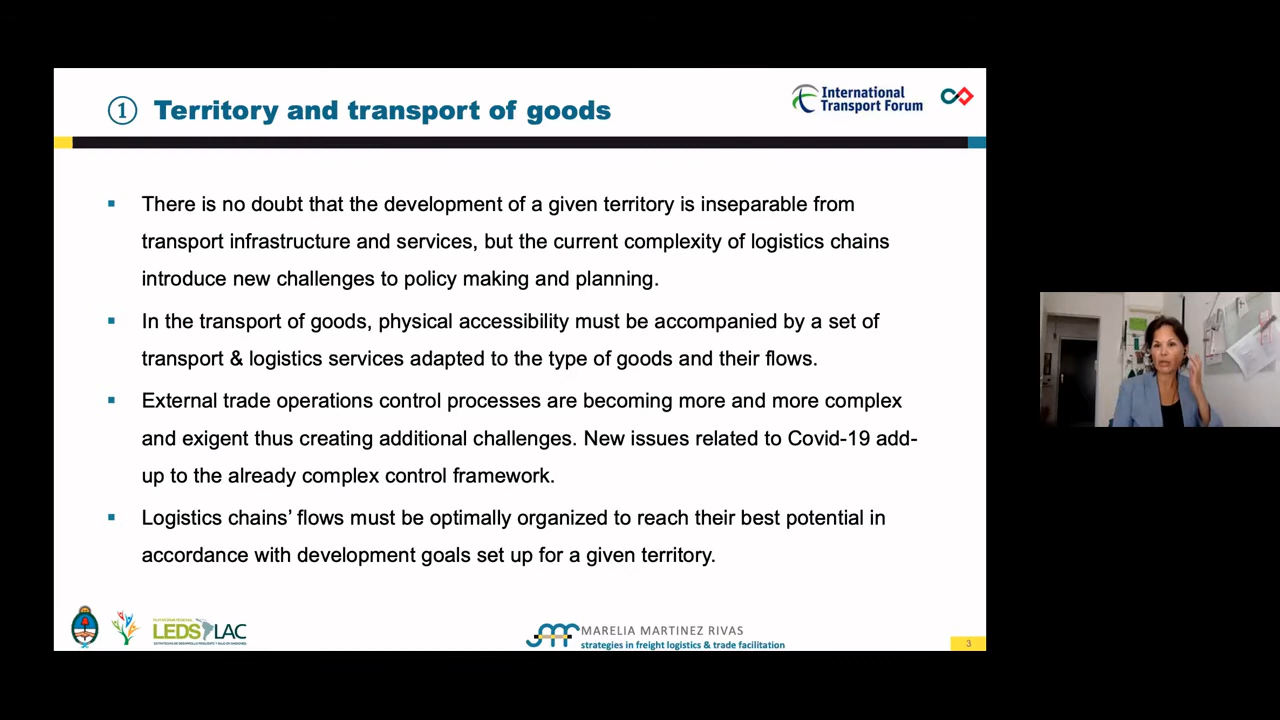 ① Territory and transport of goods
International
Transport Forum
▪ There is no doubt that the development of a given territory is inseparable from
transport infrastructure and services, but the current complexity of logistics chains
introduce new challenges to policy making and planning.
▪ In the transport of goods, physical accessibility must be accompanied by a set of
transport & logistics services adapted to the type of goods and their flows.
▪ External trade operations control processes are becoming more and more complex
and exigent thus creating additional challenges. New issues related to Covid-19 add-
up to the already complex control framework.
▪ Logistics chains’ flows must be optimally organized to reach their best potential in
accordance with development goals set up for a given territory.
PLATAFORMA REGIONAL
LEDS LAC
MARELIA MARTINEZ RIVAS
strategies in freight logistics & trade facilitation
3